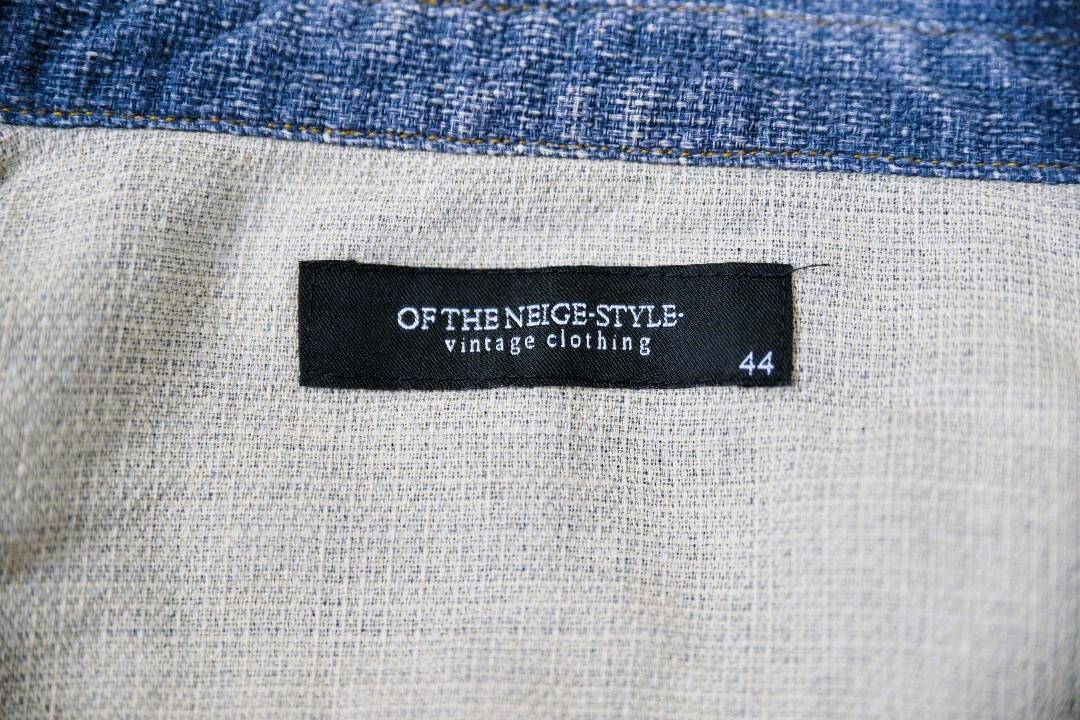 OF THE NEIGE-STYLE-
vintage clothing
44